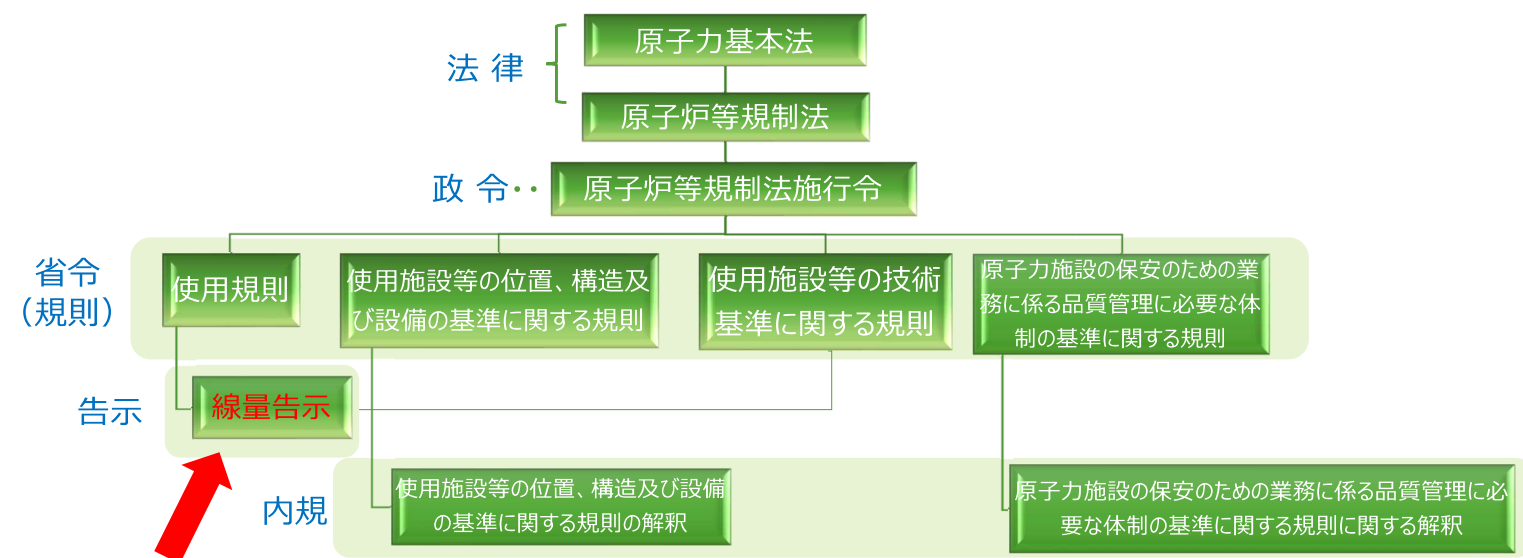 法 律
原子力基本法
原子炉等規制法
政 令‥
原子炉等規制法施行令
省令
（規則）
使用規則
使用施設等の位置、構造及
び設備の基準に関する規則
使用施設等の技術
基準に関する規則
原子力施設の保安のための業
務に係る品質管理に必要な体
制の基準に関する規則
告示
線量告示
内規
使用施設等の位置、構造及び設備
の基準に関する規則の解釈
原子力施設の保安のための業務に係る品質管理に必
要な体制の基準に関する規則に関する解釈